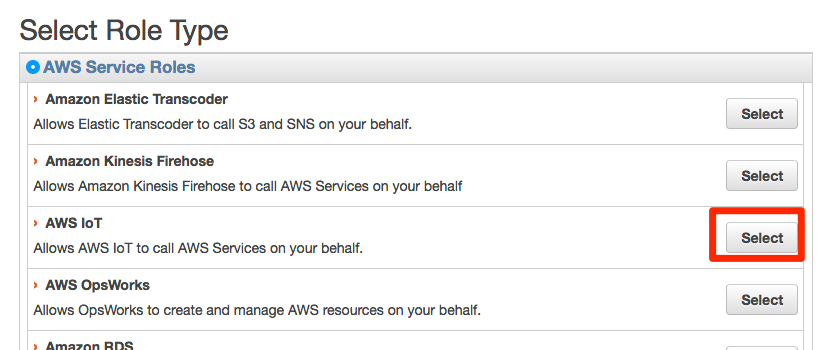 Select Role Type
AWS Service Roles
Amazon Elastic Transcoder
Allows Elastic Transcoder to call S3 and SNS on your behalf.
Select
Amazon Kinesis Firehose
Allows Amazon Kinesis Firehose to call AWS Services on your behalf
Select
AWS IoT
Allows AWS IoT to call AWS Services on your behalf.
Select
AWS OpsWorks
Allows OpsWorks to create and manage AWS resources on your behalf.
Select
Amazon RDS